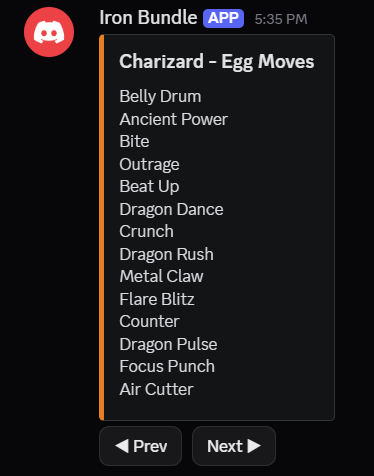 Iron Bundle APP 5:35 PM
Charizard - Egg Moves
Belly Drum
Ancient Power
Bite
Outrage
Beat Up
Dragon Dance
Crunch
Dragon Rush
Metal Claw
Flare Blitz
Counter
Dragon Pulse
Focus Punch
Air Cutter
◀ Prev Next ▶